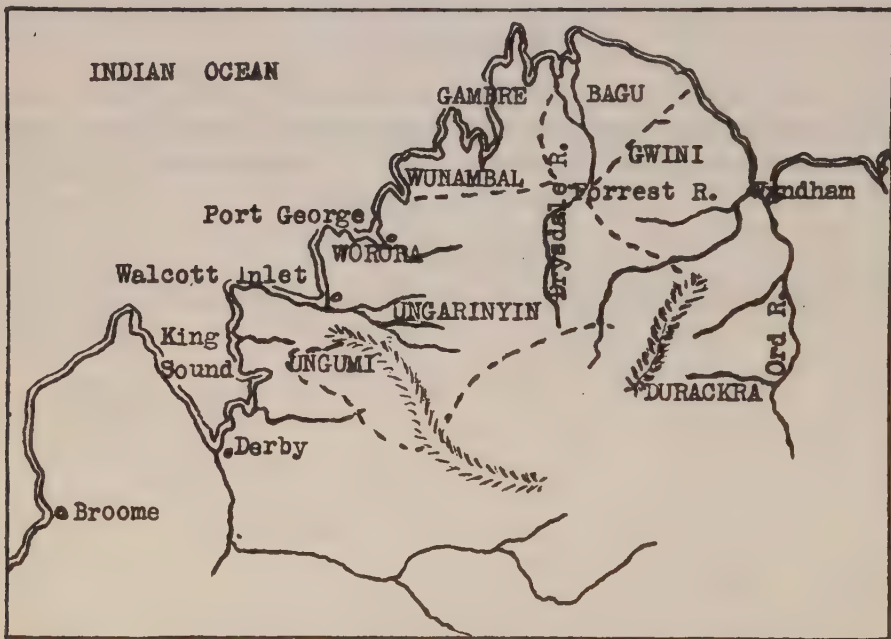 INDIAN OCEAN
GAMBRE
BAGU
GWINI
WUNAMBAL
Drysdale R.
Forrest R.
Wyndham
Port George
WORORA
Walcott Inlet
UNGARINYIN
King
Sound
UNGUMI
Ord R.
DURACKRA
Derby
Broome